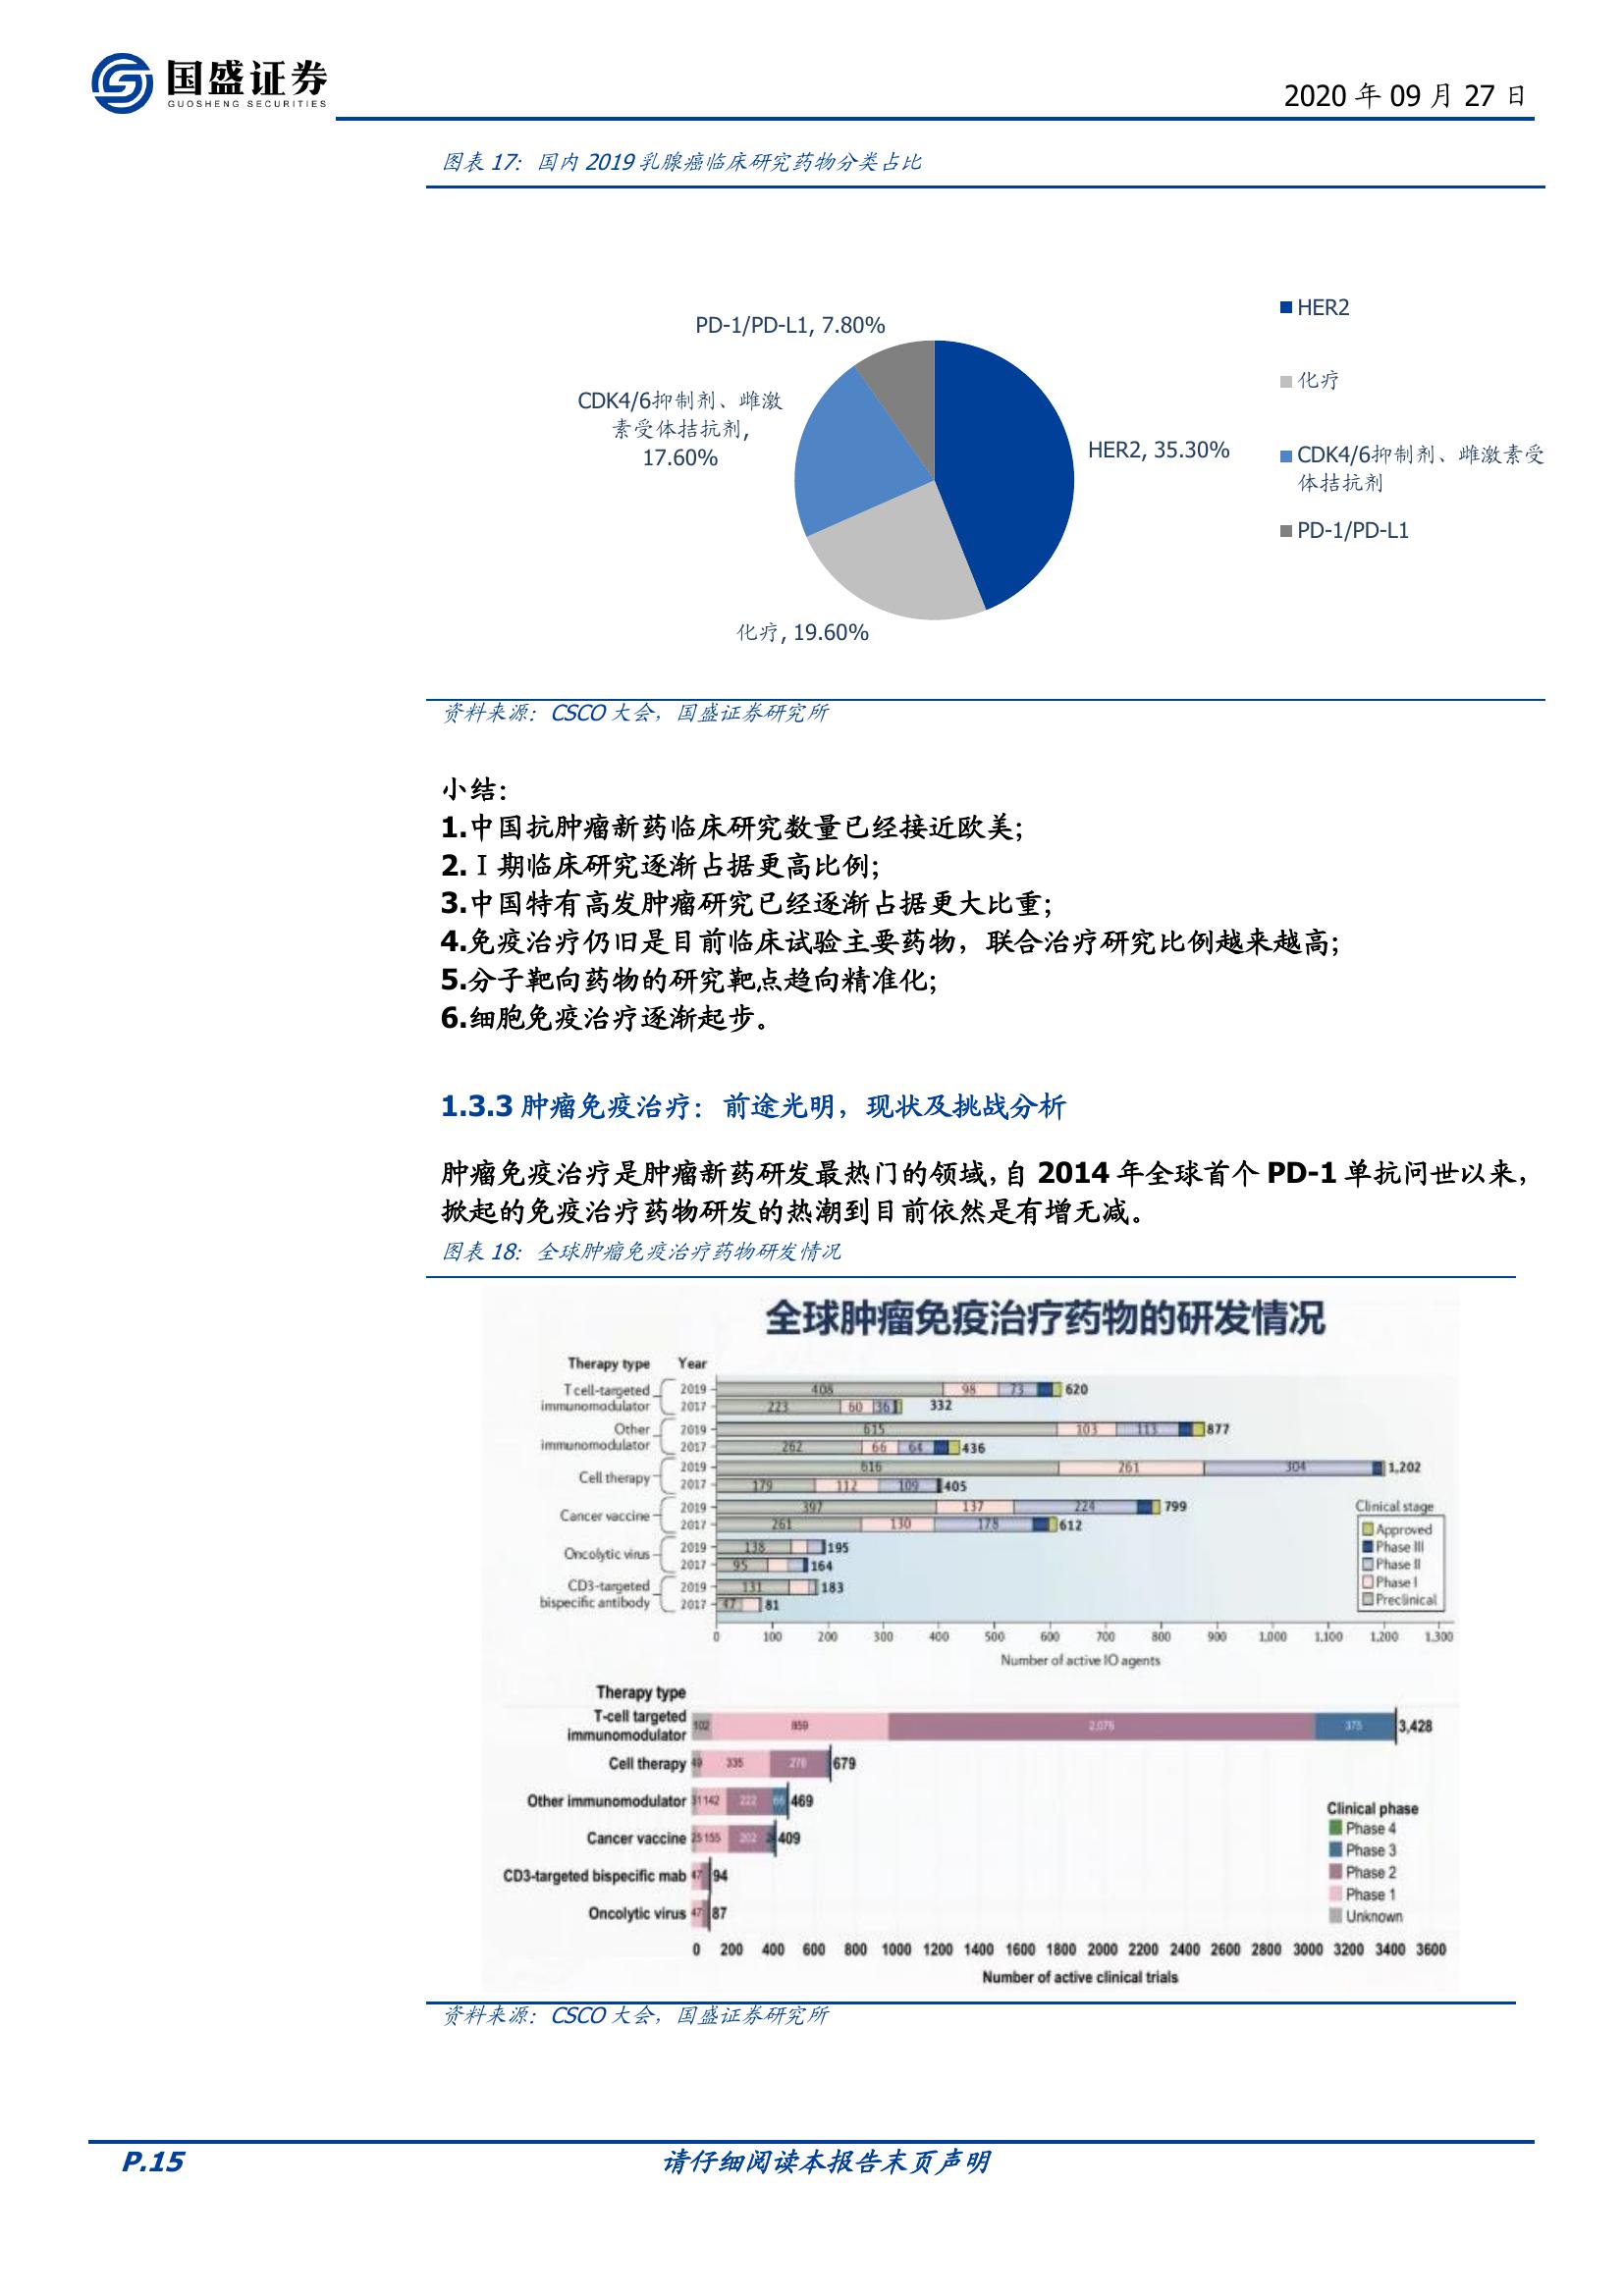 国盛证券
GUOSHENG SECURITIES
2020 年 09 月 27 日
图表 17：国内 2019 乳腺癌临床研究药物分类占比
PD-1/PD-L1, 7.80%
CDK4/6抑制剂、雌激
素受体拮抗剂,
17.60%
HER2, 35.30%
化疗, 19.60%
HER2
化疗
CDK4/6抑制剂、雌激素受
体拮抗剂
PD-1/PD-L1
资料来源：CSCO 大会，国盛证券研究所
小结：
1.中国抗肿瘤新药临床研究数量已经接近欧美；
2.Ⅰ期临床研究逐渐占据更高比例；
3.中国特有高发肿瘤研究已经逐渐占据更大比重；
4.免疫治疗仍旧是目前临床试验主要药物，联合治疗研究比例越来越高；
5.分子靶向药物的研究靶点趋向精准化；
6.细胞免疫治疗逐渐起步。
1.3.3 肿瘤免疫治疗：前途光明，现状及挑战分析
肿瘤免疫治疗是肿瘤新药研发最热门的领域，自 2014 年全球首个 PD-1 单抗问世以来，
掀起的免疫治疗药物研发的热潮到目前依然是有增无减。
图表 18：全球肿瘤免疫治疗药物研发情况
全球肿瘤免疫治疗药物的研发情况
Therapy type Year
T cell-targeted
immunomodulator
2019 408 98 73 620
2017 223 60 36 332
Other
immunomodulator
2019 615 103 113 877
2017 262 66 64 436
Cell therapy
2019 616 261 304 1,202
2017 179 112 109 405
Cancer vaccine
2019 397 137 224 799
2017 261 130 178 612
Oncolytic virus
2019 138 195
2017 95 164
CD3-targeted
bispecific antibody
2019 131 183
2017 47 81
Clinical stage
Approved
Phase III
Phase II
Phase I
Preclinical
0 100 200 300 400 500 600 700 800 900 1,000 1,100 1,200 1,300
Number of active IO agents
Therapy type
T-cell targeted
immunomodulator
102 859 2,076 375 3,428
Cell therapy 49 335 276 679
Other immunomodulator 31 142 222 66 469
Cancer vaccine 25 155 202 409
CD3-targeted bispecific mab 47 94
Oncolytic virus 47 87
Clinical phase
Phase 4
Phase 3
Phase 2
Phase 1
Unknown
0 200 400 600 800 1000 1200 1400 1600 1800 2000 2200 2400 2600 2800 3000 3200 3400 3600
Number of active clinical trials
资料来源：CSCO 大会，国盛证券研究所
P.15
请仔细阅读本报告末页声明